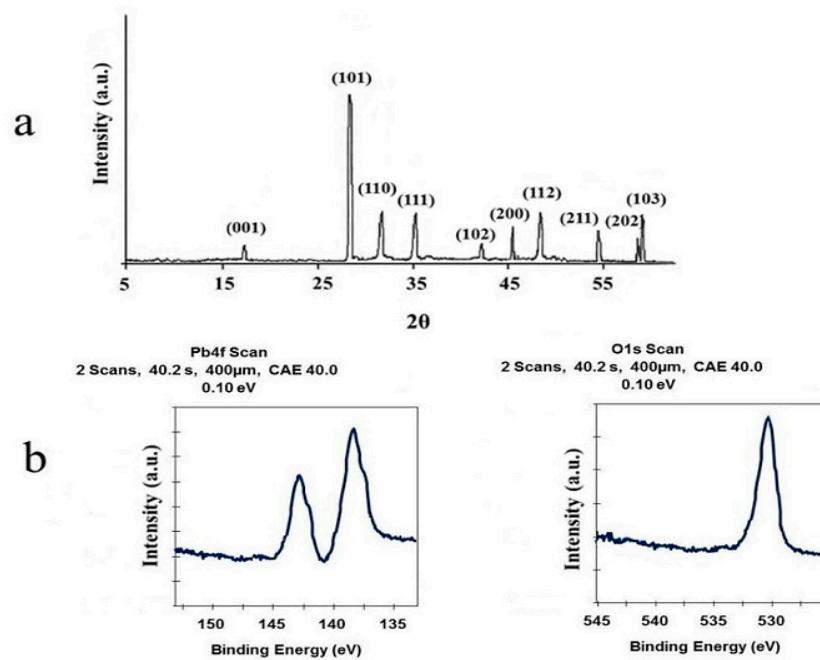 a
Intensity (a.u.)
(001)
(101)
(110)
(111)
(102)
(200)
(112)
(211)
(202)
(103)
5 15 25 35 45 55
2θ
b
Pb4f Scan
2 Scans, 40.2 s, 400µm, CAE 40.0
0.10 eV
Intensity (a.u.)
150 145 140 135
Binding Energy (eV)
O1s Scan
2 Scans, 40.2 s, 400µm, CAE 40.0
0.10 eV
Intensity (a.u.)
545 540 535 530
Binding Energy (eV)